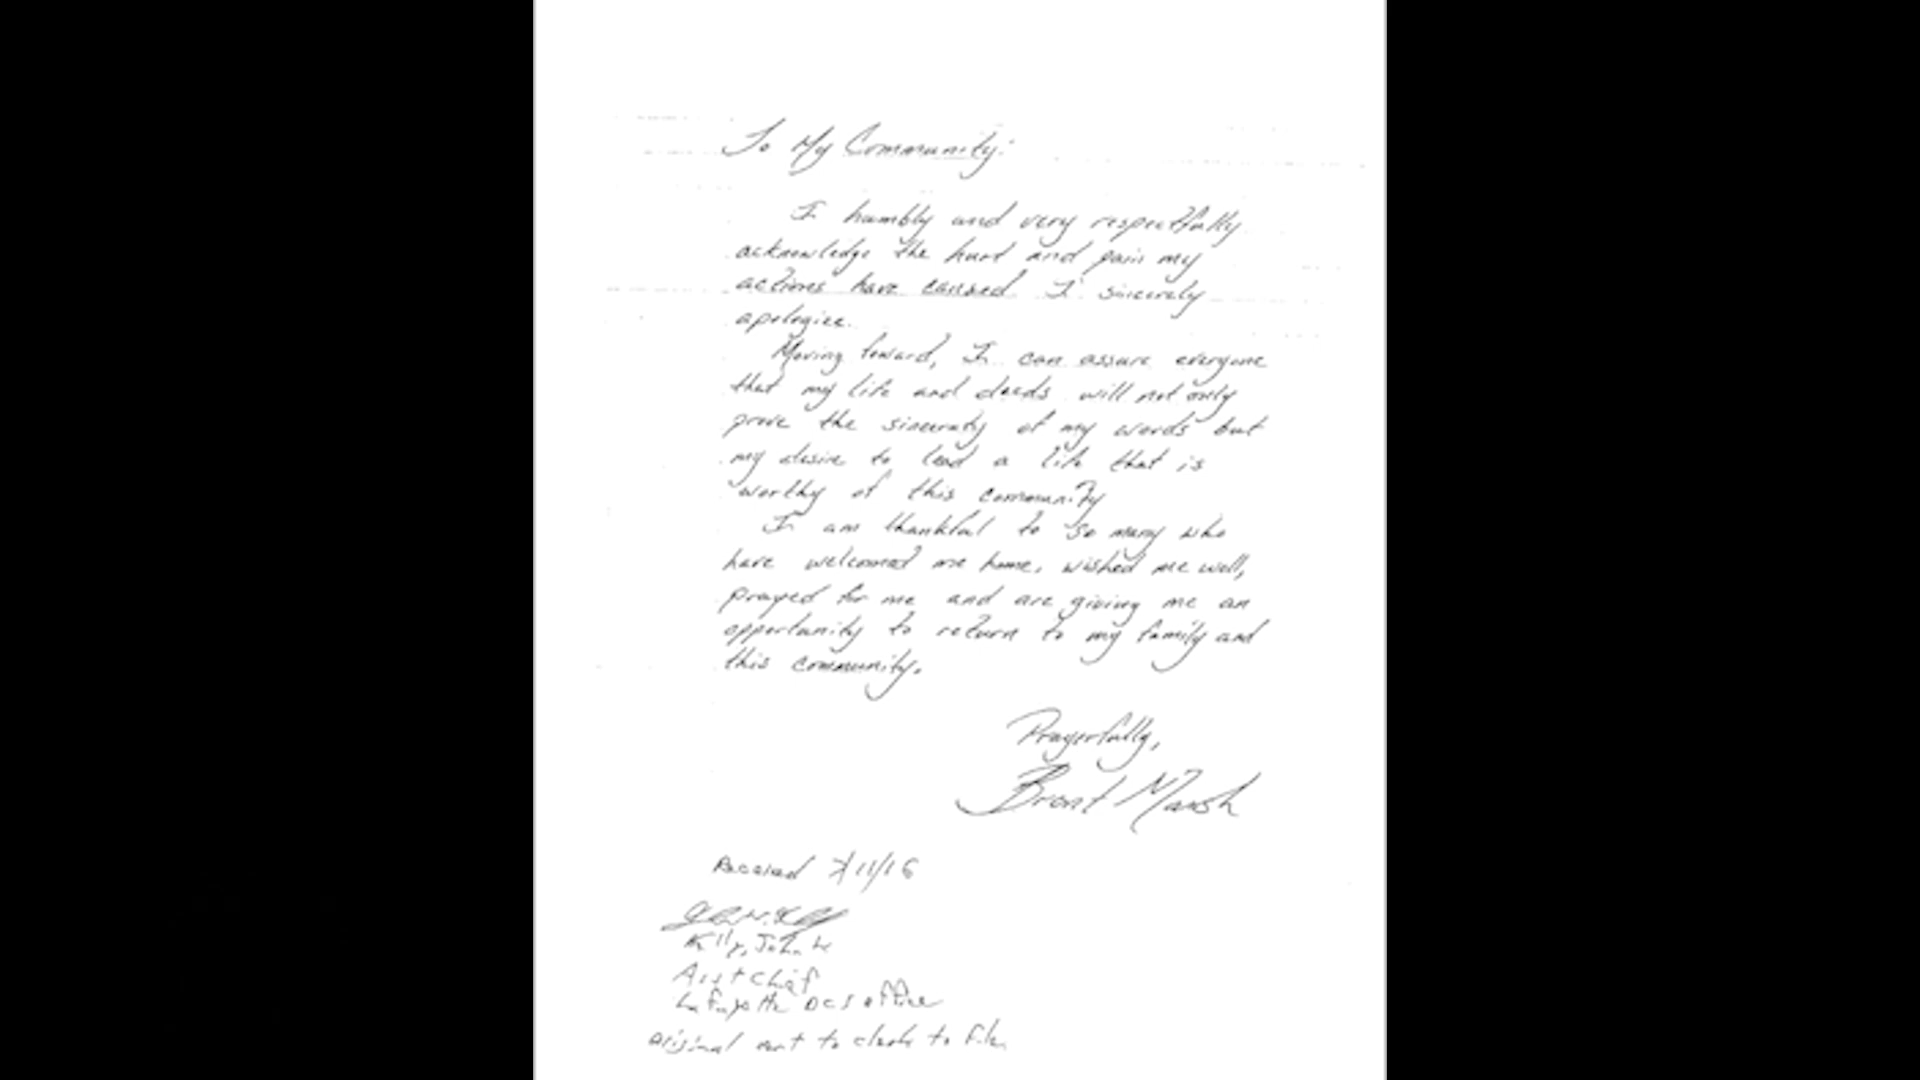 To My Community:
I humbly and very respectfully
acknowledge the hurt and pain my
actions have caused I sincerely
apologize.
Moving toward, I can assure everyone
that my life and deeds will not only
prove the sincerity of my words but
my desire to lead a life that is
worthy of this community
I am thankful to so many who
have welcomed me home, wished me well,
prayed for me and are giving me an
opportunity to return to my family and
this community.
Prayerfully,
Brent Marsh
Received 7/11/16
Kelly, John W
Asst Chief
Lafayette DCS office
original sent to clerk to file